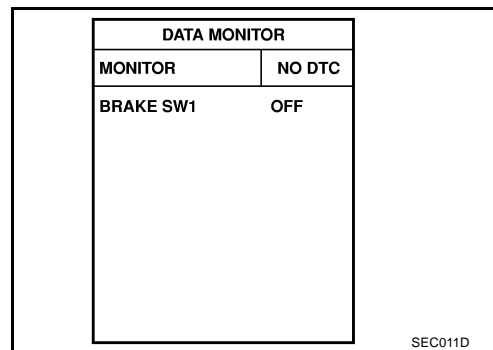 DATA MONITOR
MONITOR NO DTC
BRAKE SW1 OFF
SEC011D